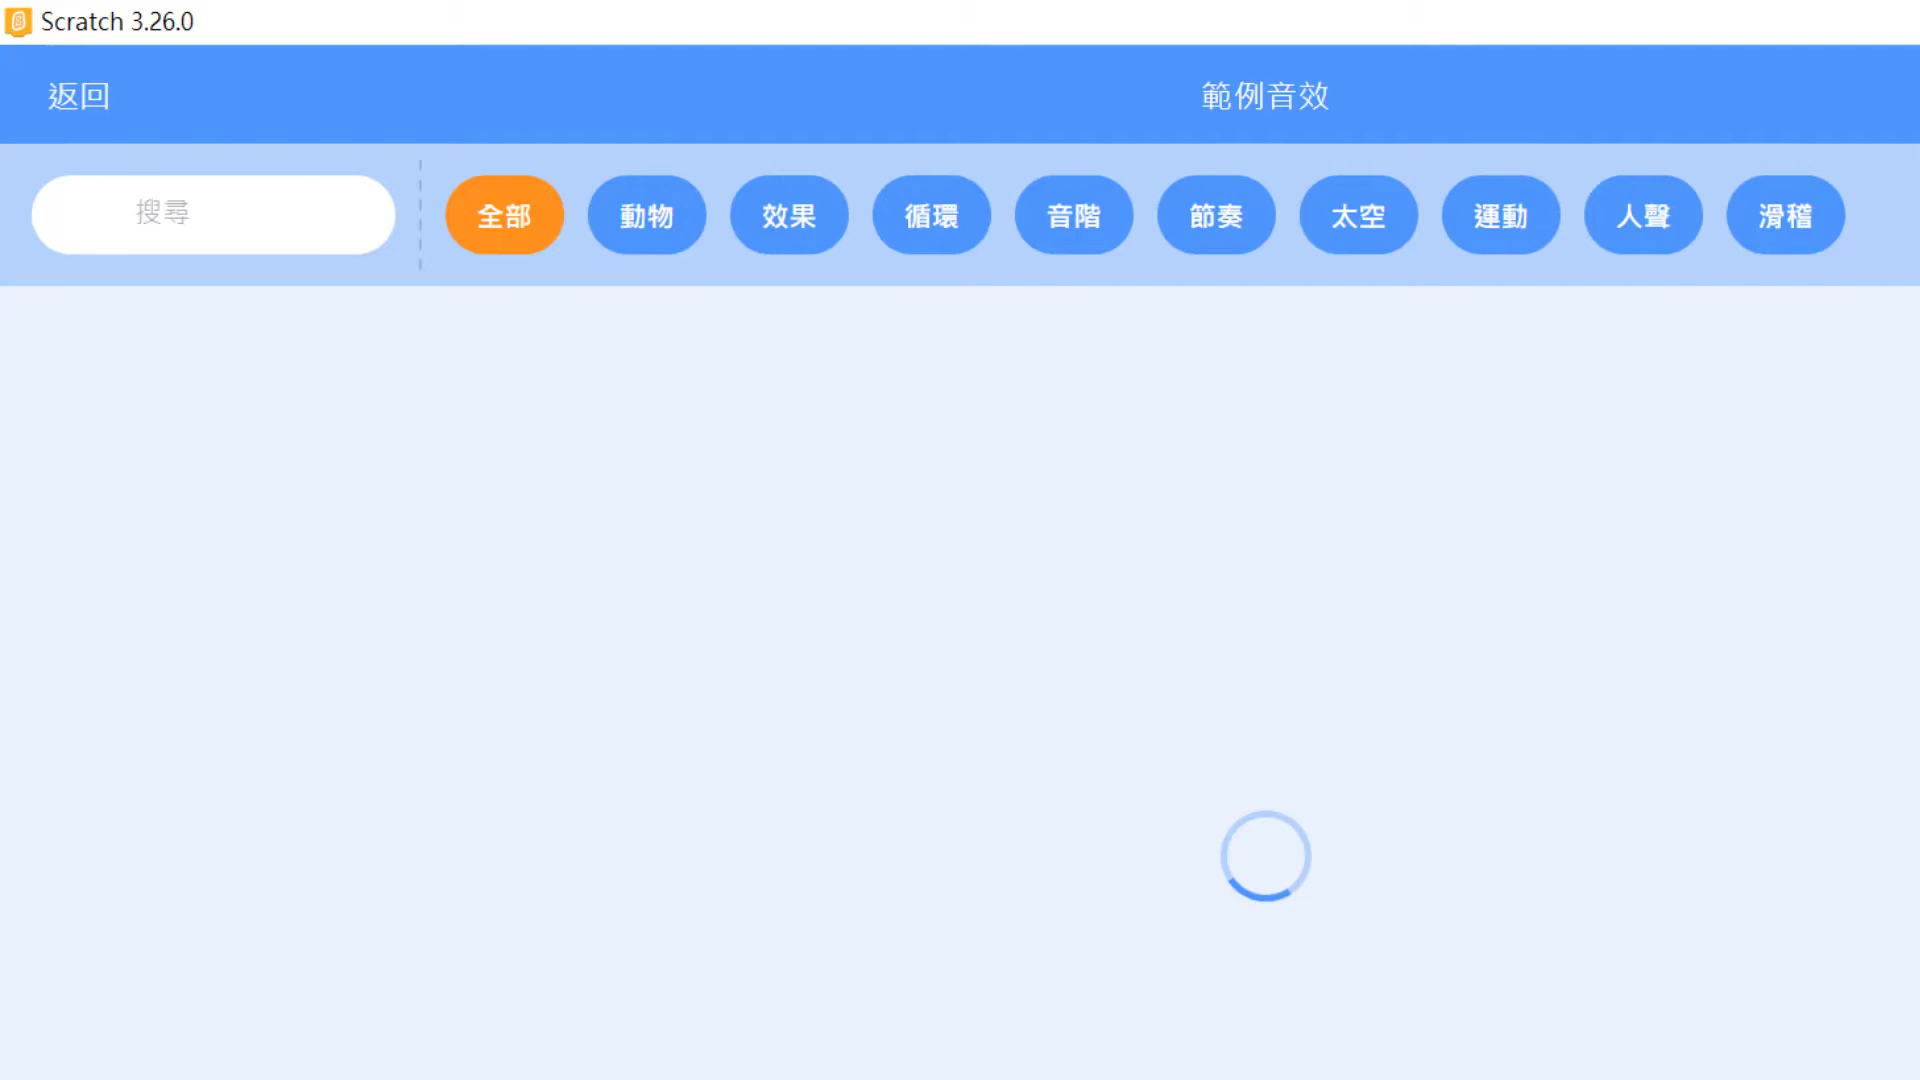 Scratch 3.26.0
返回
範例音效
搜尋
全部 動物 效果 循環 音階 節奏 太空 運動 人聲 滑稽